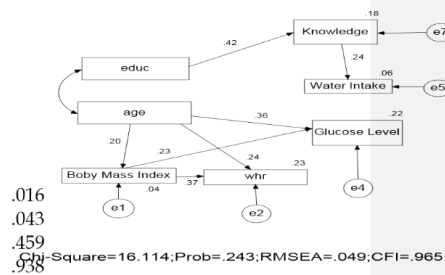 .18
Knowledge
e7
.42
.24
educ
.06
Water Intake
e5
age
.36
.22
Glucose Level
.20
.23
.24
.23
Boby Mass Index
whr
.37
.04
e4
e1
e2
.016
.043
.459
Chi-Square=16.114;Prob=.243;RMSEA=.049;CFI=.965
.938